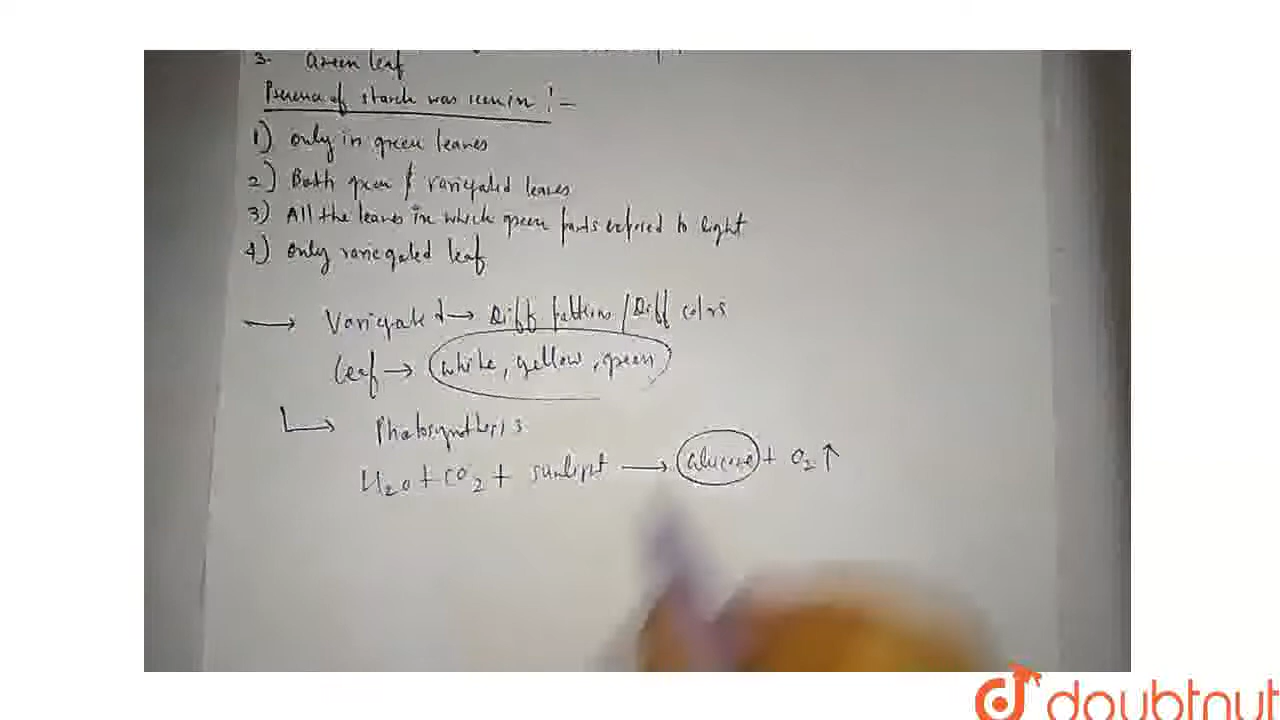 3. Green leaf
Presence of starch was seen in :-
1) only in green leaves
2) Both green & variegated leaves
3) All the leaves in which green parts exposed to light
4) only variegated leaf
→ Variegated → Diff patterns / Diff colors
leaf → (white, yellow, green)
↳ Photosynthesis
H₂O + CO₂ + sunlight → Glucose + O₂ ↑
doubtnut